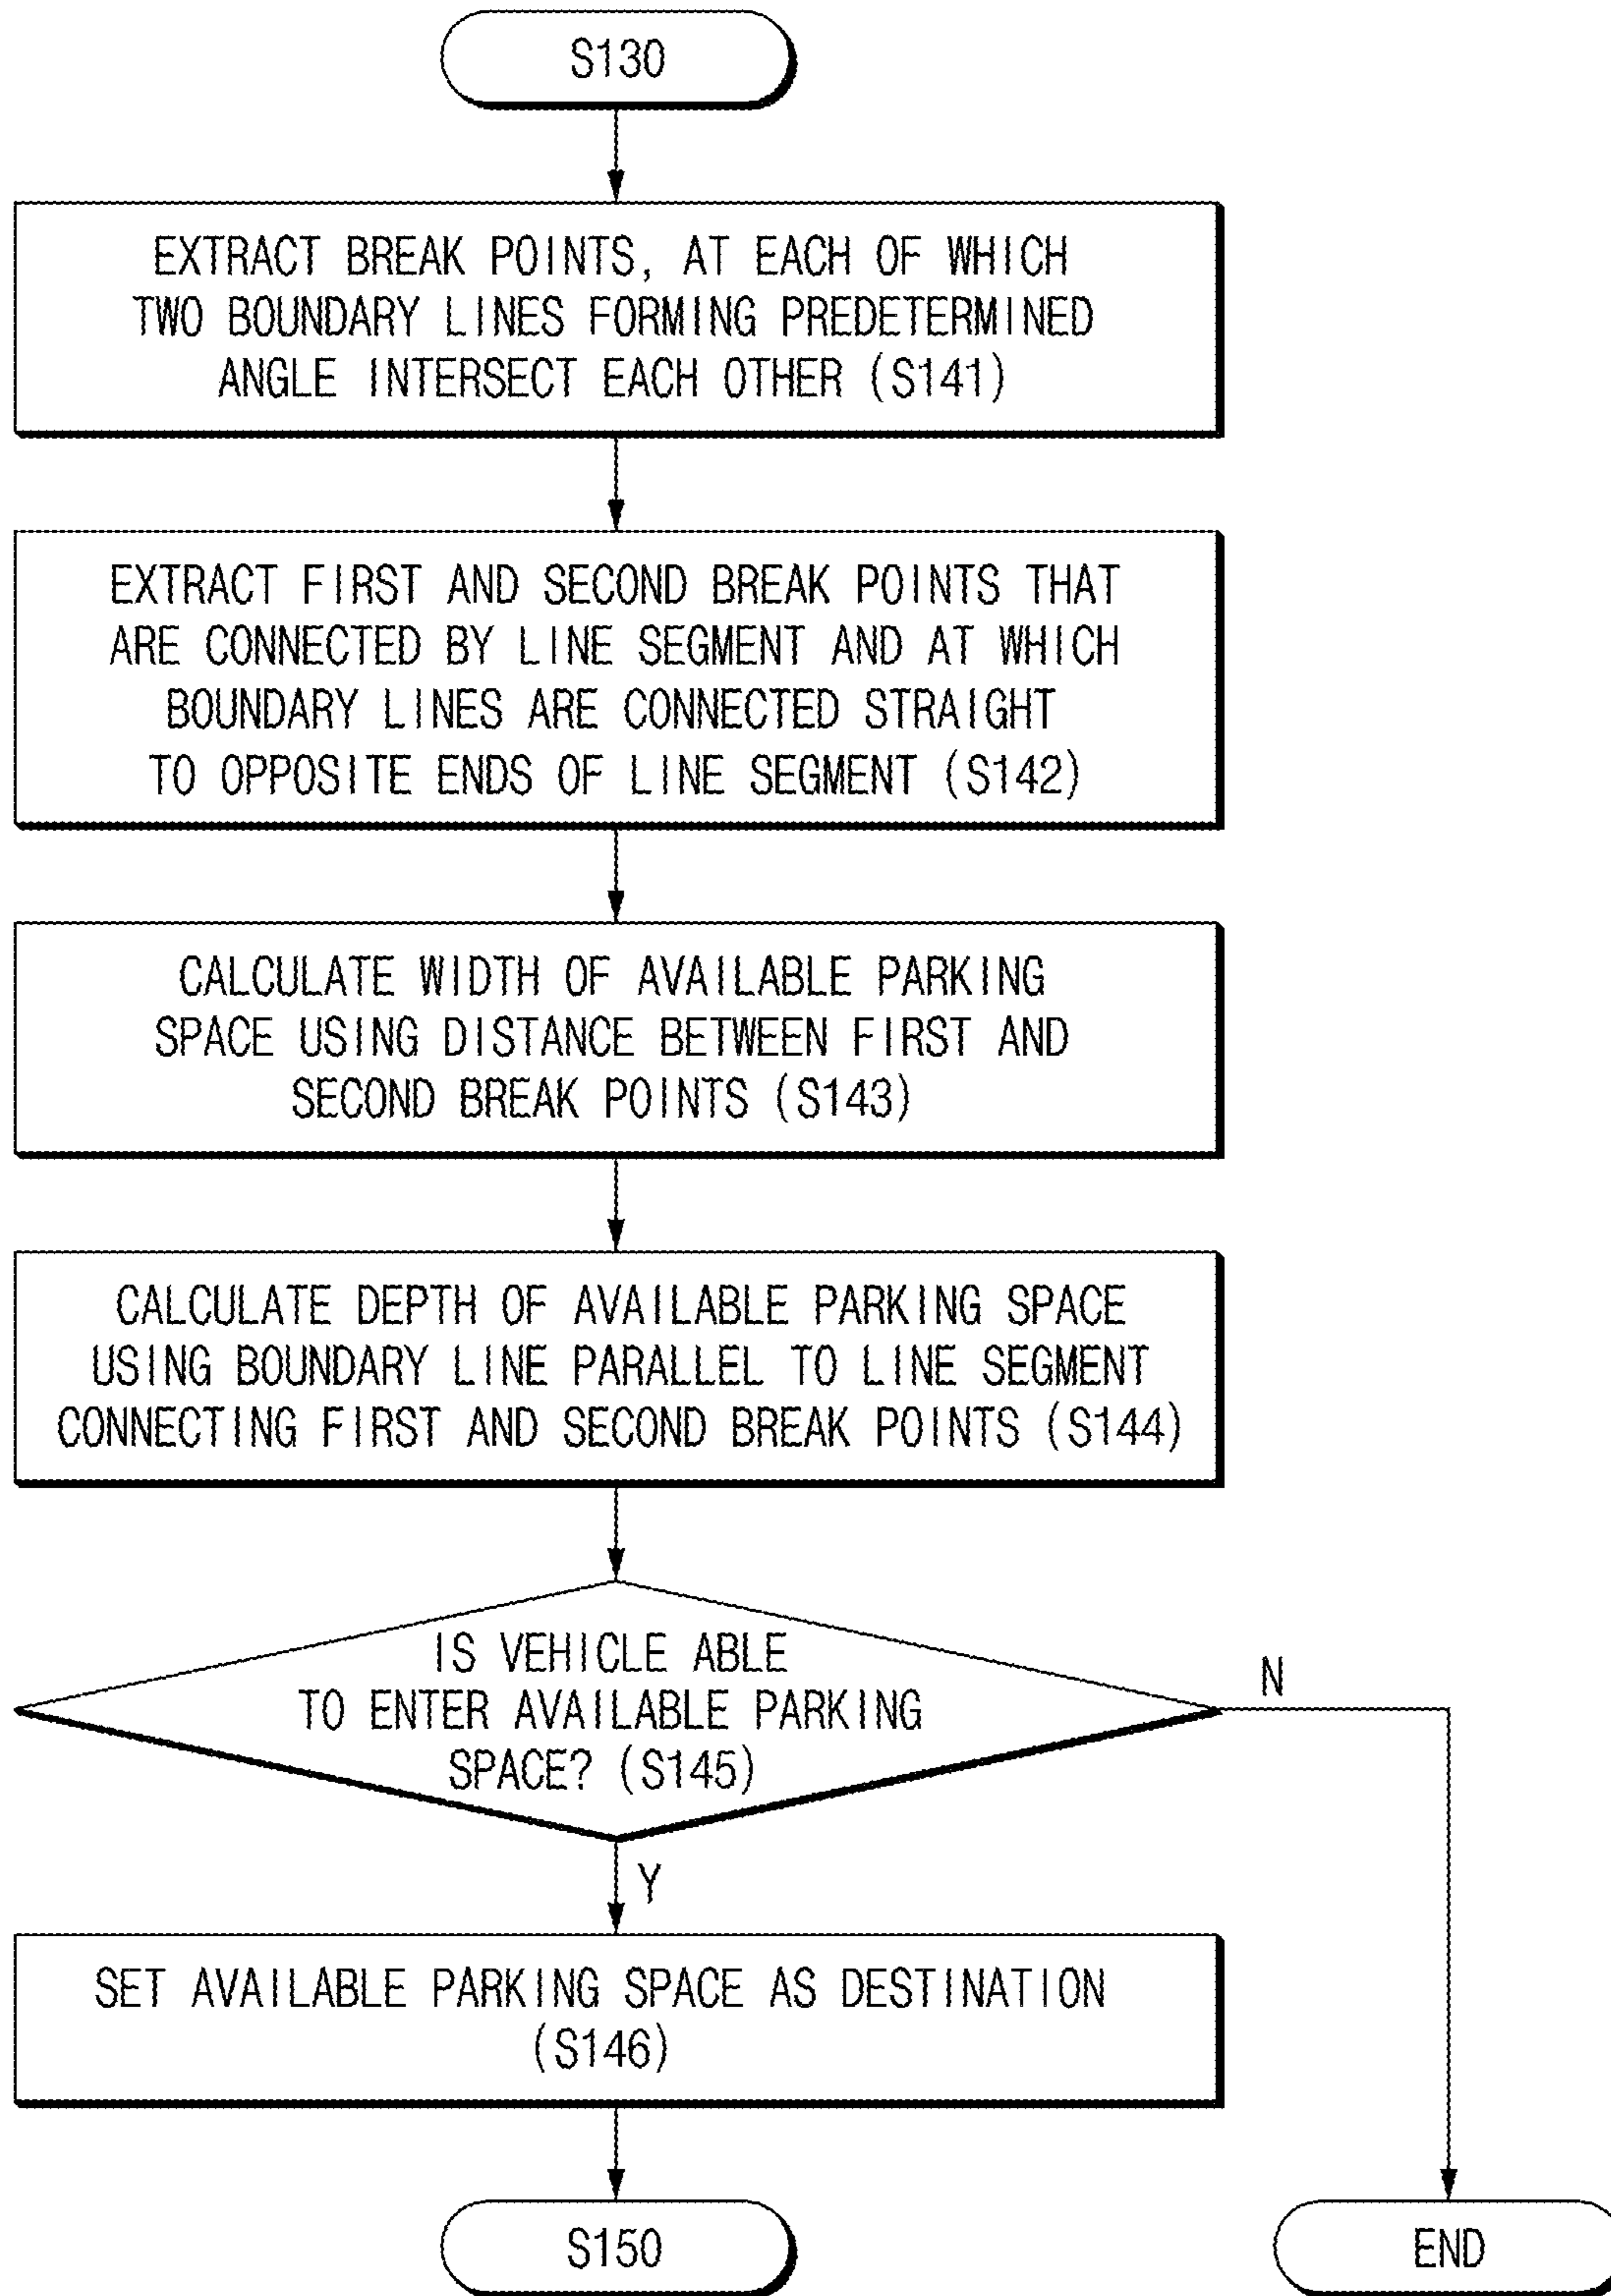 S130
EXTRACT BREAK POINTS, AT EACH OF WHICH
TWO BOUNDARY LINES FORMING PREDETERMINED
ANGLE INTERSECT EACH OTHER (S141)
EXTRACT FIRST AND SECOND BREAK POINTS THAT
ARE CONNECTED BY LINE SEGMENT AND AT WHICH
BOUNDARY LINES ARE CONNECTED STRAIGHT
TO OPPOSITE ENDS OF LINE SEGMENT (S142)
CALCULATE WIDTH OF AVAILABLE PARKING
SPACE USING DISTANCE BETWEEN FIRST AND
SECOND BREAK POINTS (S143)
CALCULATE DEPTH OF AVAILABLE PARKING SPACE
USING BOUNDARY LINE PARALLEL TO LINE SEGMENT
CONNECTING FIRST AND SECOND BREAK POINTS (S144)
IS VEHICLE ABLE
TO ENTER AVAILABLE PARKING
SPACE? (S145)
N
Y
SET AVAILABLE PARKING SPACE AS DESTINATION
(S146)
S150
END